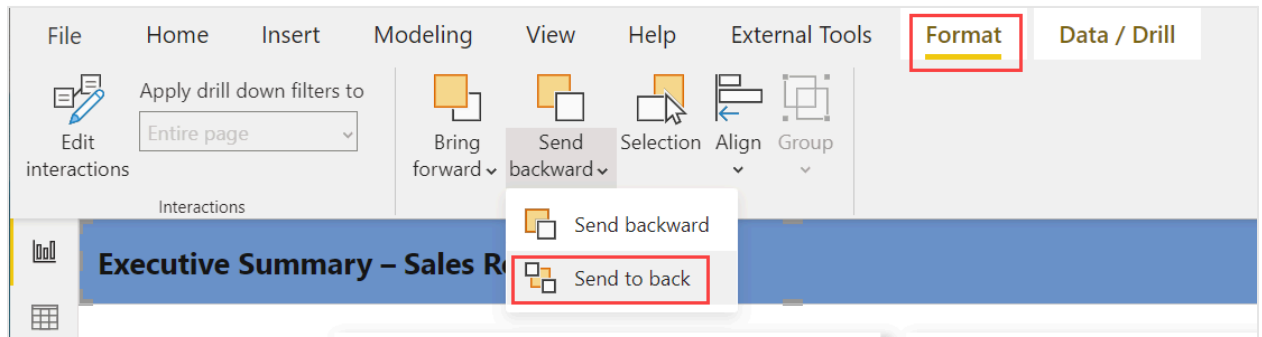 File Home Insert Modeling View Help External Tools Format Data / Drill
Apply drill down filters to
Entire page
Edit
interactions
Bring
forward
Send
backward
Selection
Align
Group
Interactions
Send backward
Executive Summary – Sales R
Send to back